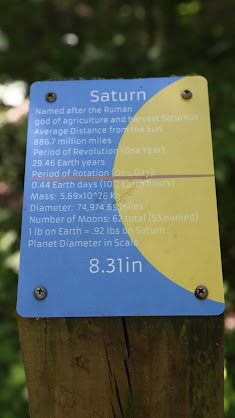 Saturn
Named after the Roman
god of agriculture and harvest Saturnus
Average Distance from the Sun:
886.7 million miles
Period of Revolution (One Year):
29.46 Earth years
Period of Rotation (One Day):
0.44 Earth days (10.2 Earth hours)
Mass: 5.69x10^26 kg
Diameter: 74,974.65 miles
Number of Moons: 62 total (53 named)
1 lb on Earth = .92 lbs on Saturn
Planet Diameter in Scale
8.31in